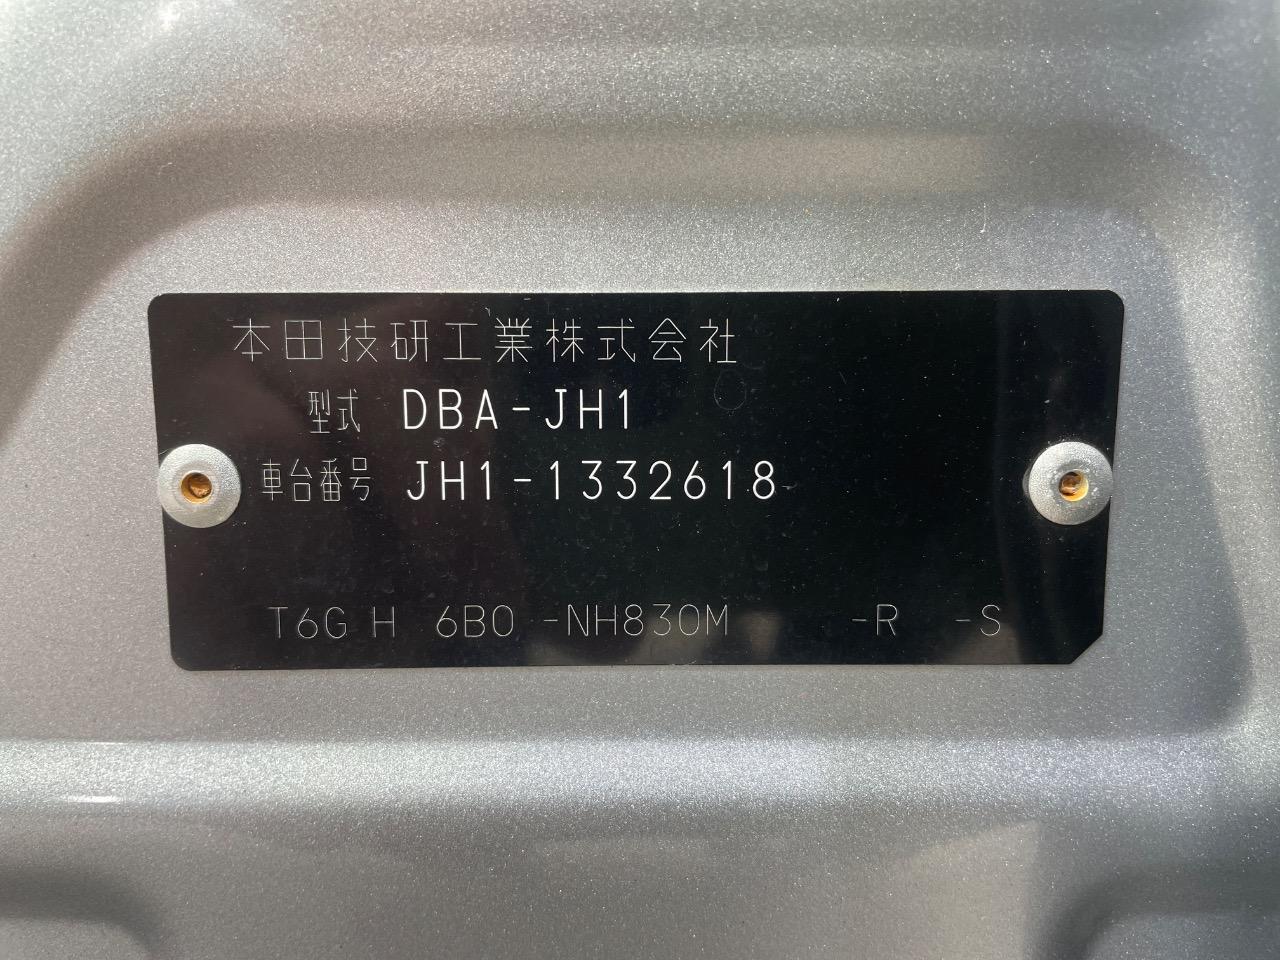 本田技研工業株式会社
型式 DBA-JH1
車台番号 JH1-1332618
T6G H 6B0 -NH830M -R -S